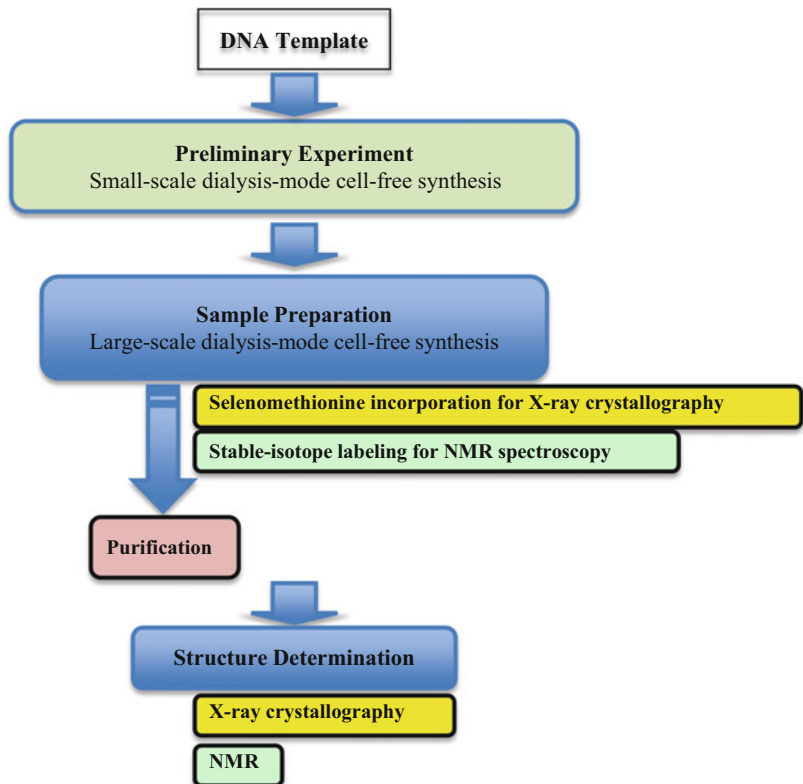 DNA Template
Preliminary Experiment
Small-scale dialysis-mode cell-free synthesis
Sample Preparation
Large-scale dialysis-mode cell-free synthesis
Selenomethionine incorporation for X-ray crystallography
Stable-isotope labeling for NMR spectroscopy
Purification
Structure Determination
X-ray crystallography
NMR